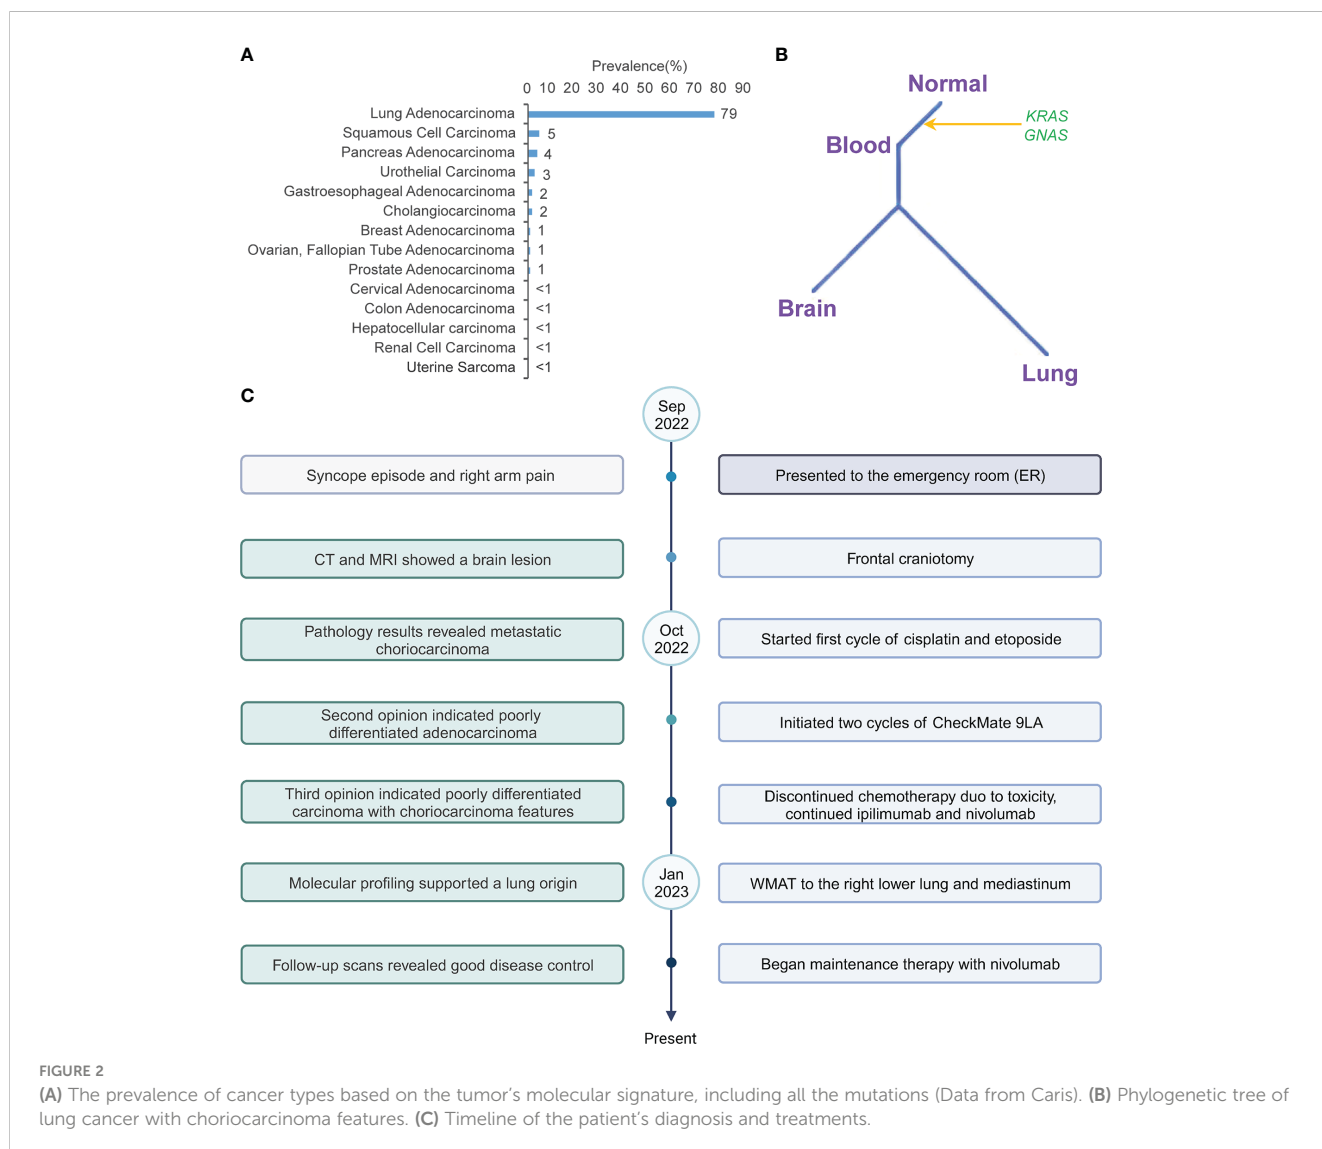 A
Prevalence(%)
0 10 20 30 40 50 60 70 80 90
Lung Adenocarcinoma 79
Squamous Cell Carcinoma 5
Pancreas Adenocarcinoma 4
Urothelial Carcinoma 3
Gastroesophageal Adenocarcinoma 2
Cholangiocarcinoma 2
Breast Adenocarcinoma 1
Ovarian, Fallopian Tube Adenocarcinoma 1
Prostate Adenocarcinoma 1
Cervical Adenocarcinoma <1
Colon Adenocarcinoma <1
Hepatocellular carcinoma <1
Renal Cell Carcinoma <1
Uterine Sarcoma <1
B
Normal
KRAS
GNAS
Blood
Brain
Lung
C
Sep
2022
Syncope episode and right arm pain
Presented to the emergency room (ER)
CT and MRI showed a brain lesion
Frontal craniotomy
Pathology results revealed metastatic
choriocarcinoma
Oct
2022
Started first cycle of cisplatin and etoposide
Second opinion indicated poorly
differentiated adenocarcinoma
Initiated two cycles of CheckMate 9LA
Third opinion indicated poorly differentiated
carcinoma with choriocarcinoma features
Discontinued chemotherapy duo to toxicity,
continued ipilimumab and nivolumab
Molecular profiling supported a lung origin
Jan
2023
WMAT to the right lower lung and mediastinum
Follow-up scans revealed good disease control
Began maintenance therapy with nivolumab
Present
FIGURE 2
(A) The prevalence of cancer types based on the tumor's molecular signature, including all the mutations (Data from Caris). (B) Phylogenetic tree of
lung cancer with choriocarcinoma features. (C) Timeline of the patient's diagnosis and treatments.